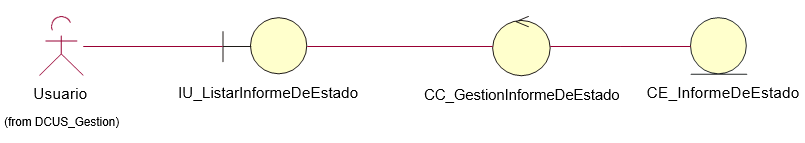 Usuario
(from DCUS_Gestion)
IU_ListarInformeDeEstado
CC_GestionInformeDeEstado
CE_InformeDeEstado